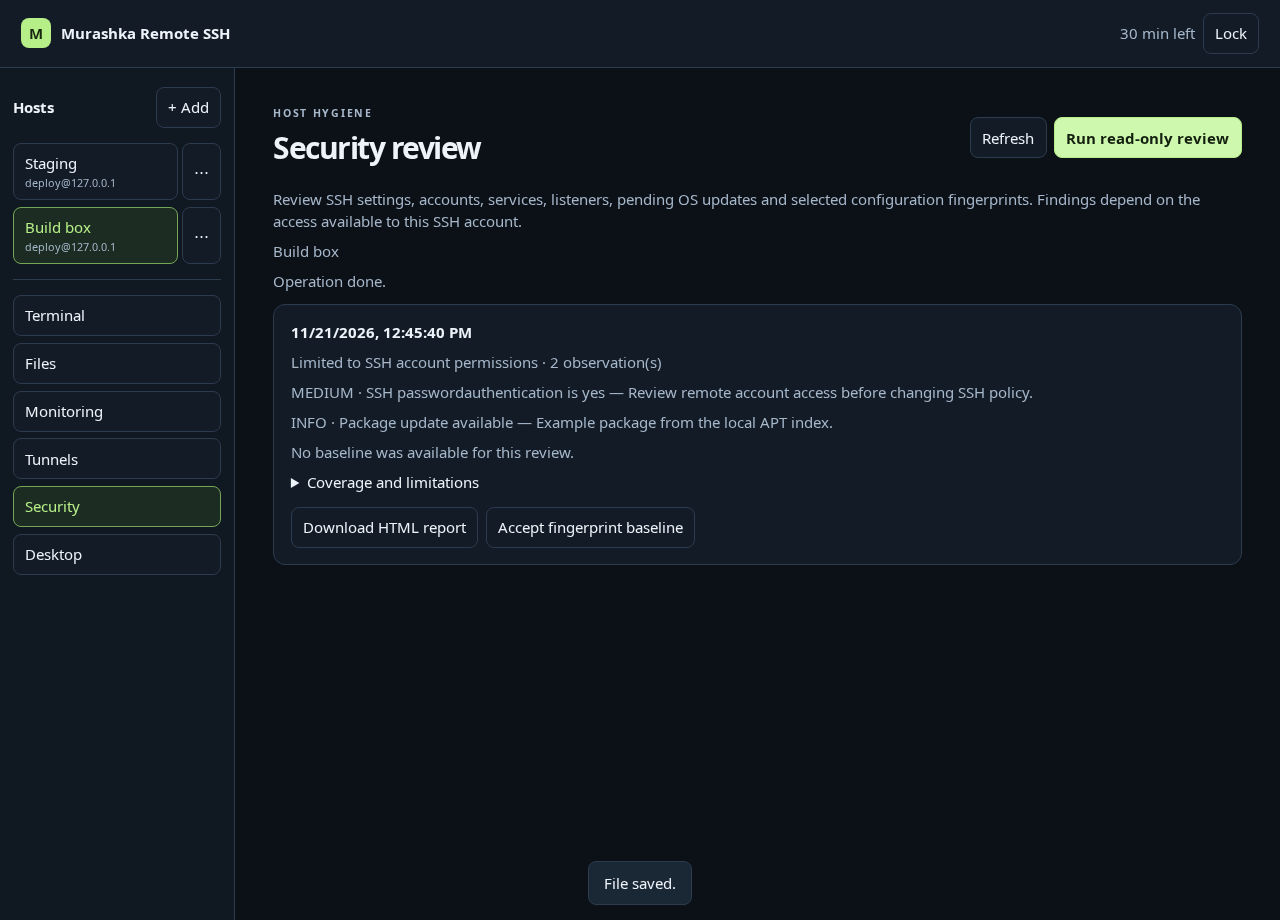 M
Murashka Remote SSH
30 min left
Lock
Hosts
+ Add
Staging
deploy@127.0.0.1
...
Build box
deploy@127.0.0.1
...
Terminal
Files
Monitoring
Tunnels
Security
Desktop
HOST HYGIENE
Security review
Refresh
Run read-only review
Review SSH settings, accounts, services, listeners, pending OS updates and selected configuration fingerprints. Findings depend on the
access available to this SSH account.
Build box
Operation done.
11/21/2026, 12:45:40 PM
Limited to SSH account permissions · 2 observation(s)
MEDIUM · SSH passwordauthentication is yes — Review remote account access before changing SSH policy.
INFO · Package update available — Example package from the local APT index.
No baseline was available for this review.
Coverage and limitations
Download HTML report
Accept fingerprint baseline
File saved.